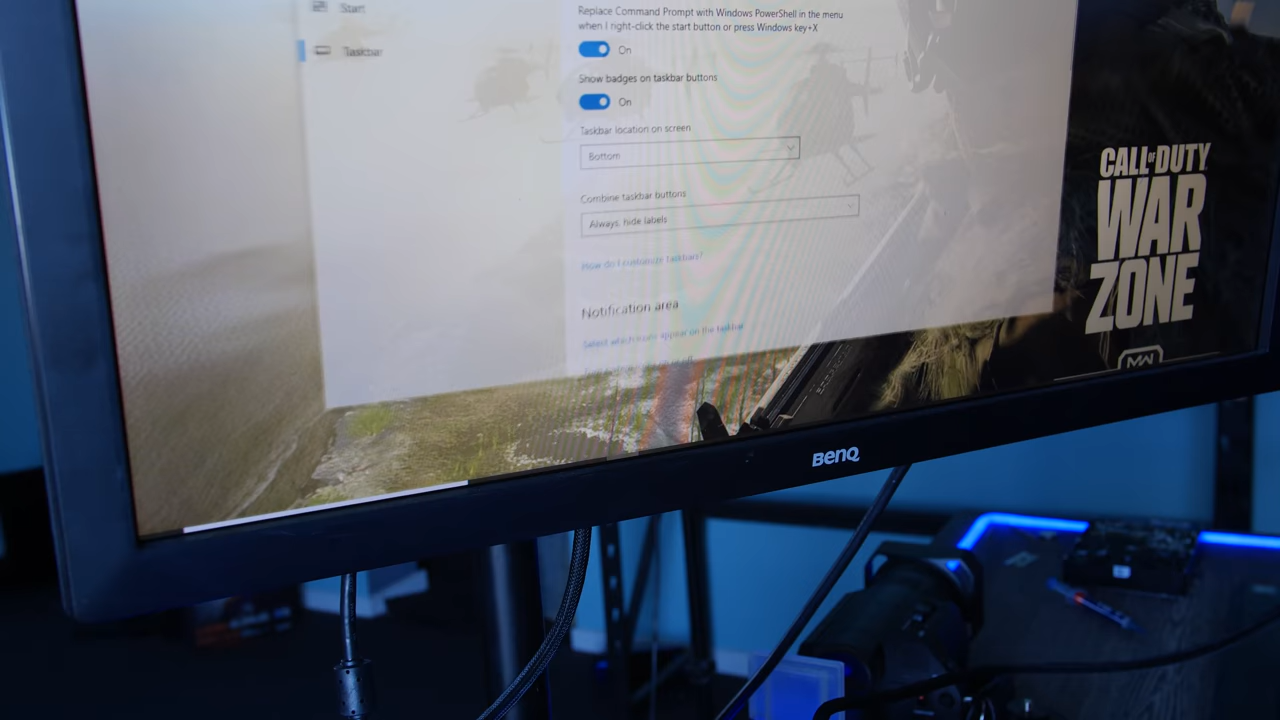 Start
Taskbar
Replace Command Prompt with Windows PowerShell in the menu
when I right-click the start button or press Windows key+X
On
Show badges on taskbar buttons
On
Taskbar location on screen
Bottom
Combine taskbar buttons
Always, hide labels
How do I customize taskbars?
Notification area
Select which icons appear on the taskbar
CALL OF DUTY
WAR
ZONE
MW
BenQ